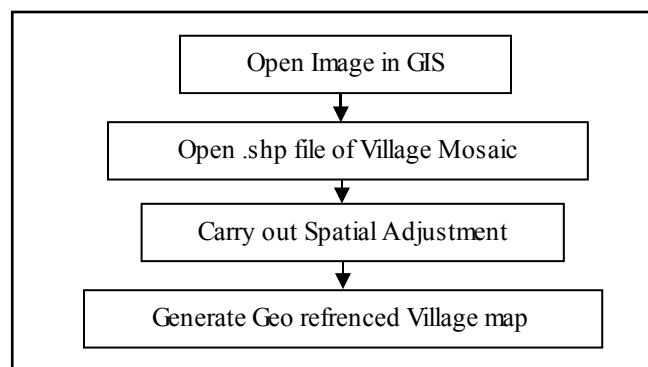 Open Image in GIS
Open .shp file of Village Mosaic
Carry out Spatial Adjustment
Generate Geo refrenced Village map